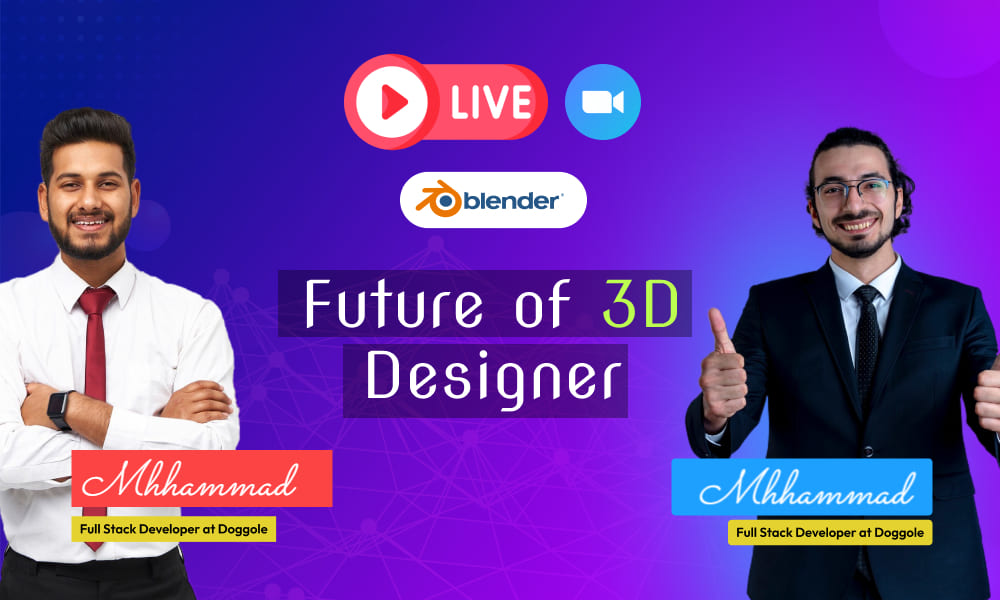 LIVE
blender
Future of 3D
Designer
Mhhammad
Full Stack Developer at Doggole
Mhhammad
Full Stack Developer at Doggole